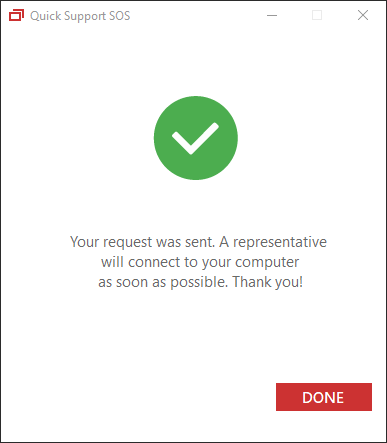 Quick Support SOS
Your request was sent. A representative
will connect to your computer
as soon as possible. Thank you!
DONE